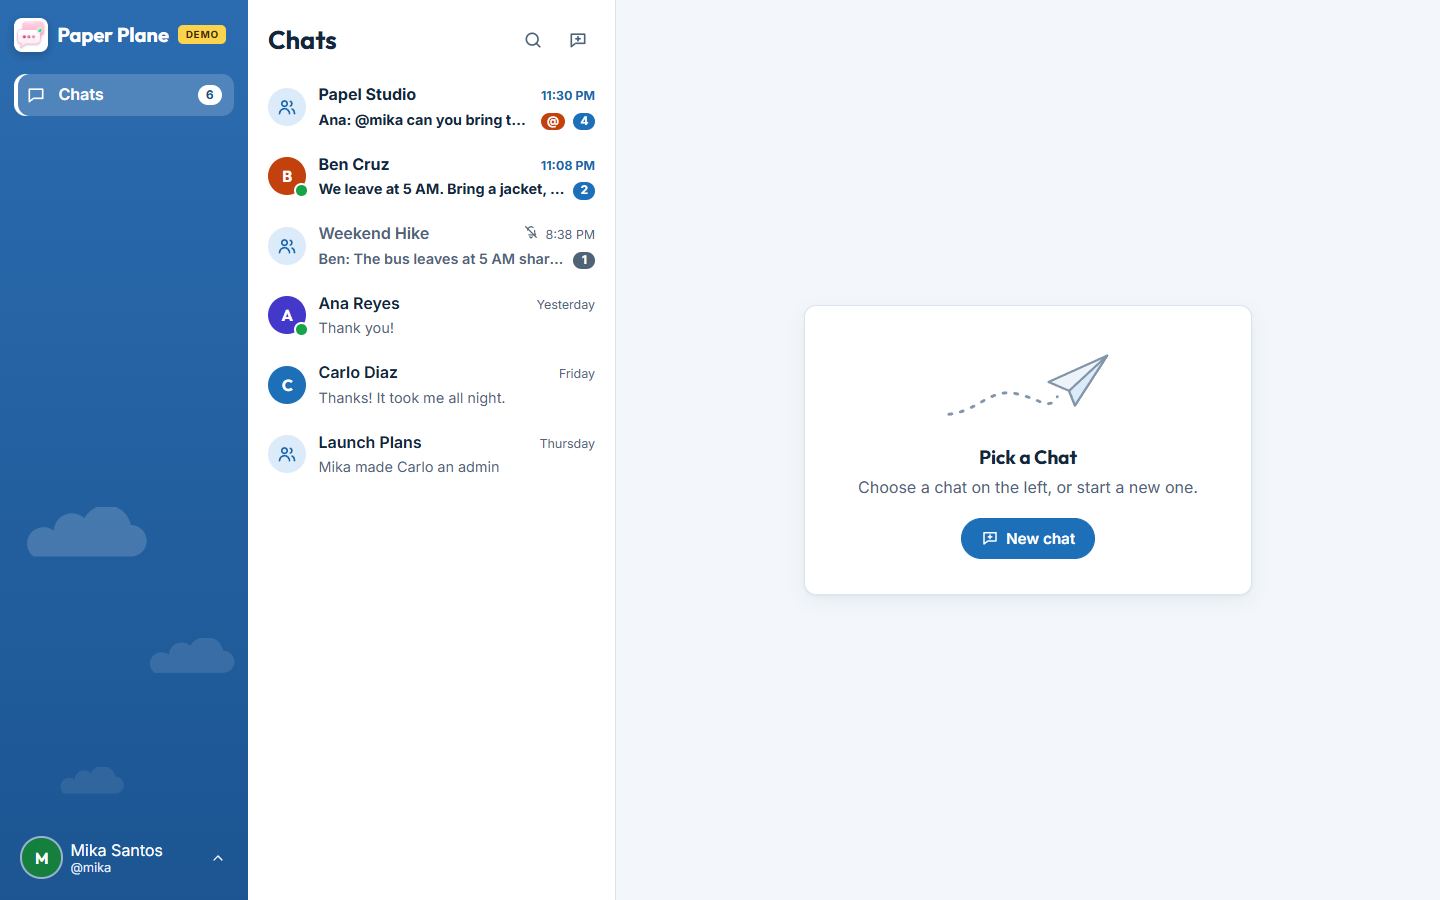 Paper Plane DEMO
Chats 6
Mika Santos
@mika
Chats
Papel Studio 11:30 PM
Ana: @mika can you bring t... @ 4
B
Ben Cruz 11:08 PM
We leave at 5 AM. Bring a jacket, ... 2
Weekend Hike 8:38 PM
Ben: The bus leaves at 5 AM shar... 1
A
Ana Reyes Yesterday
Thank you!
C
Carlo Diaz Friday
Thanks! It took me all night.
Launch Plans Thursday
Mika made Carlo an admin
M
Pick a Chat
Choose a chat on the left, or start a new one.
New chat